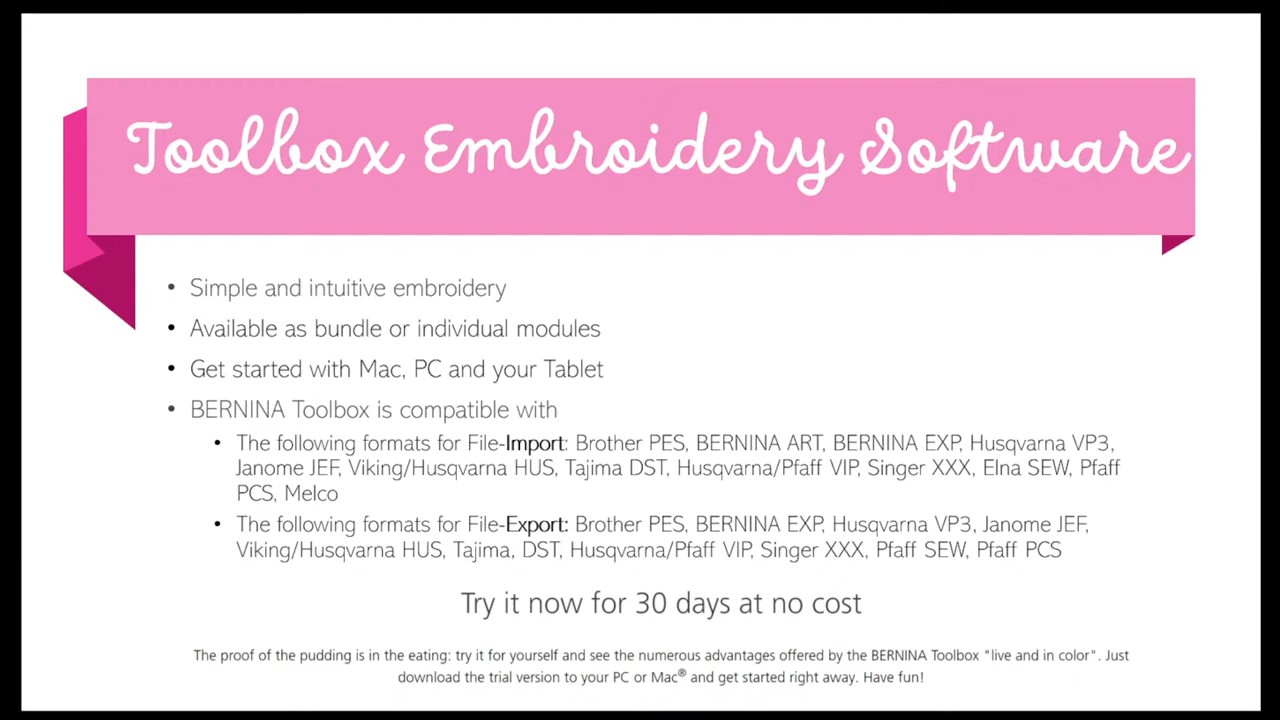 Toolbox Embroidery Software
• Simple and intuitive embroidery
• Available as bundle or individual modules
• Get started with Mac, PC and your Tablet
• BERNINA Toolbox is compatible with
• The following formats for File-Import: Brother PES, BERNINA ART, BERNINA EXP, Husqvarna VP3,
Janome JEF, Viking/Husqvarna HUS, Tajima DST, Husqvarna/Pfaff VIP, Singer XXX, Elna SEW, Pfaff
PCS, Melco
• The following formats for File-Export: Brother PES, BERNINA EXP, Husqvarna VP3, Janome JEF,
Viking/Husqvarna HUS, Tajima, DST, Husqvarna/Pfaff VIP, Singer XXX, Pfaff SEW, Pfaff PCS
Try it now for 30 days at no cost
The proof of the pudding is in the eating: try it for yourself and see the numerous advantages offered by the BERNINA Toolbox "live and in color". Just
download the trial version to your PC or Mac® and get started right away. Have fun!